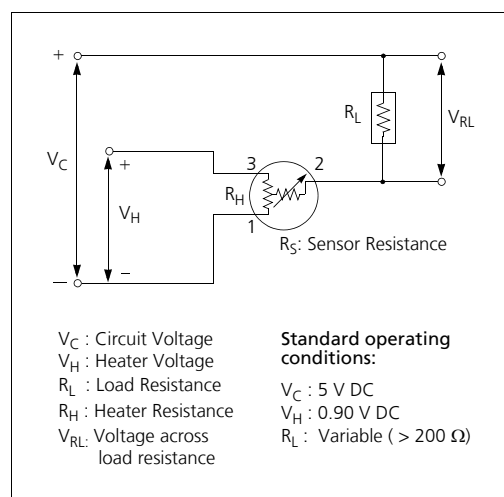 +
R_L
V_RL
V_C
+
3
2
R_H
V_H
1
R_S: Sensor Resistance
–
—
V_C : Circuit Voltage
V_H : Heater Voltage
R_L : Load Resistance
R_H : Heater Resistance
V_RL: Voltage across
load resistance
Standard operating
conditions:
V_C : 5 V DC
V_H : 0.90 V DC
R_L : Variable ( > 200 Ω)